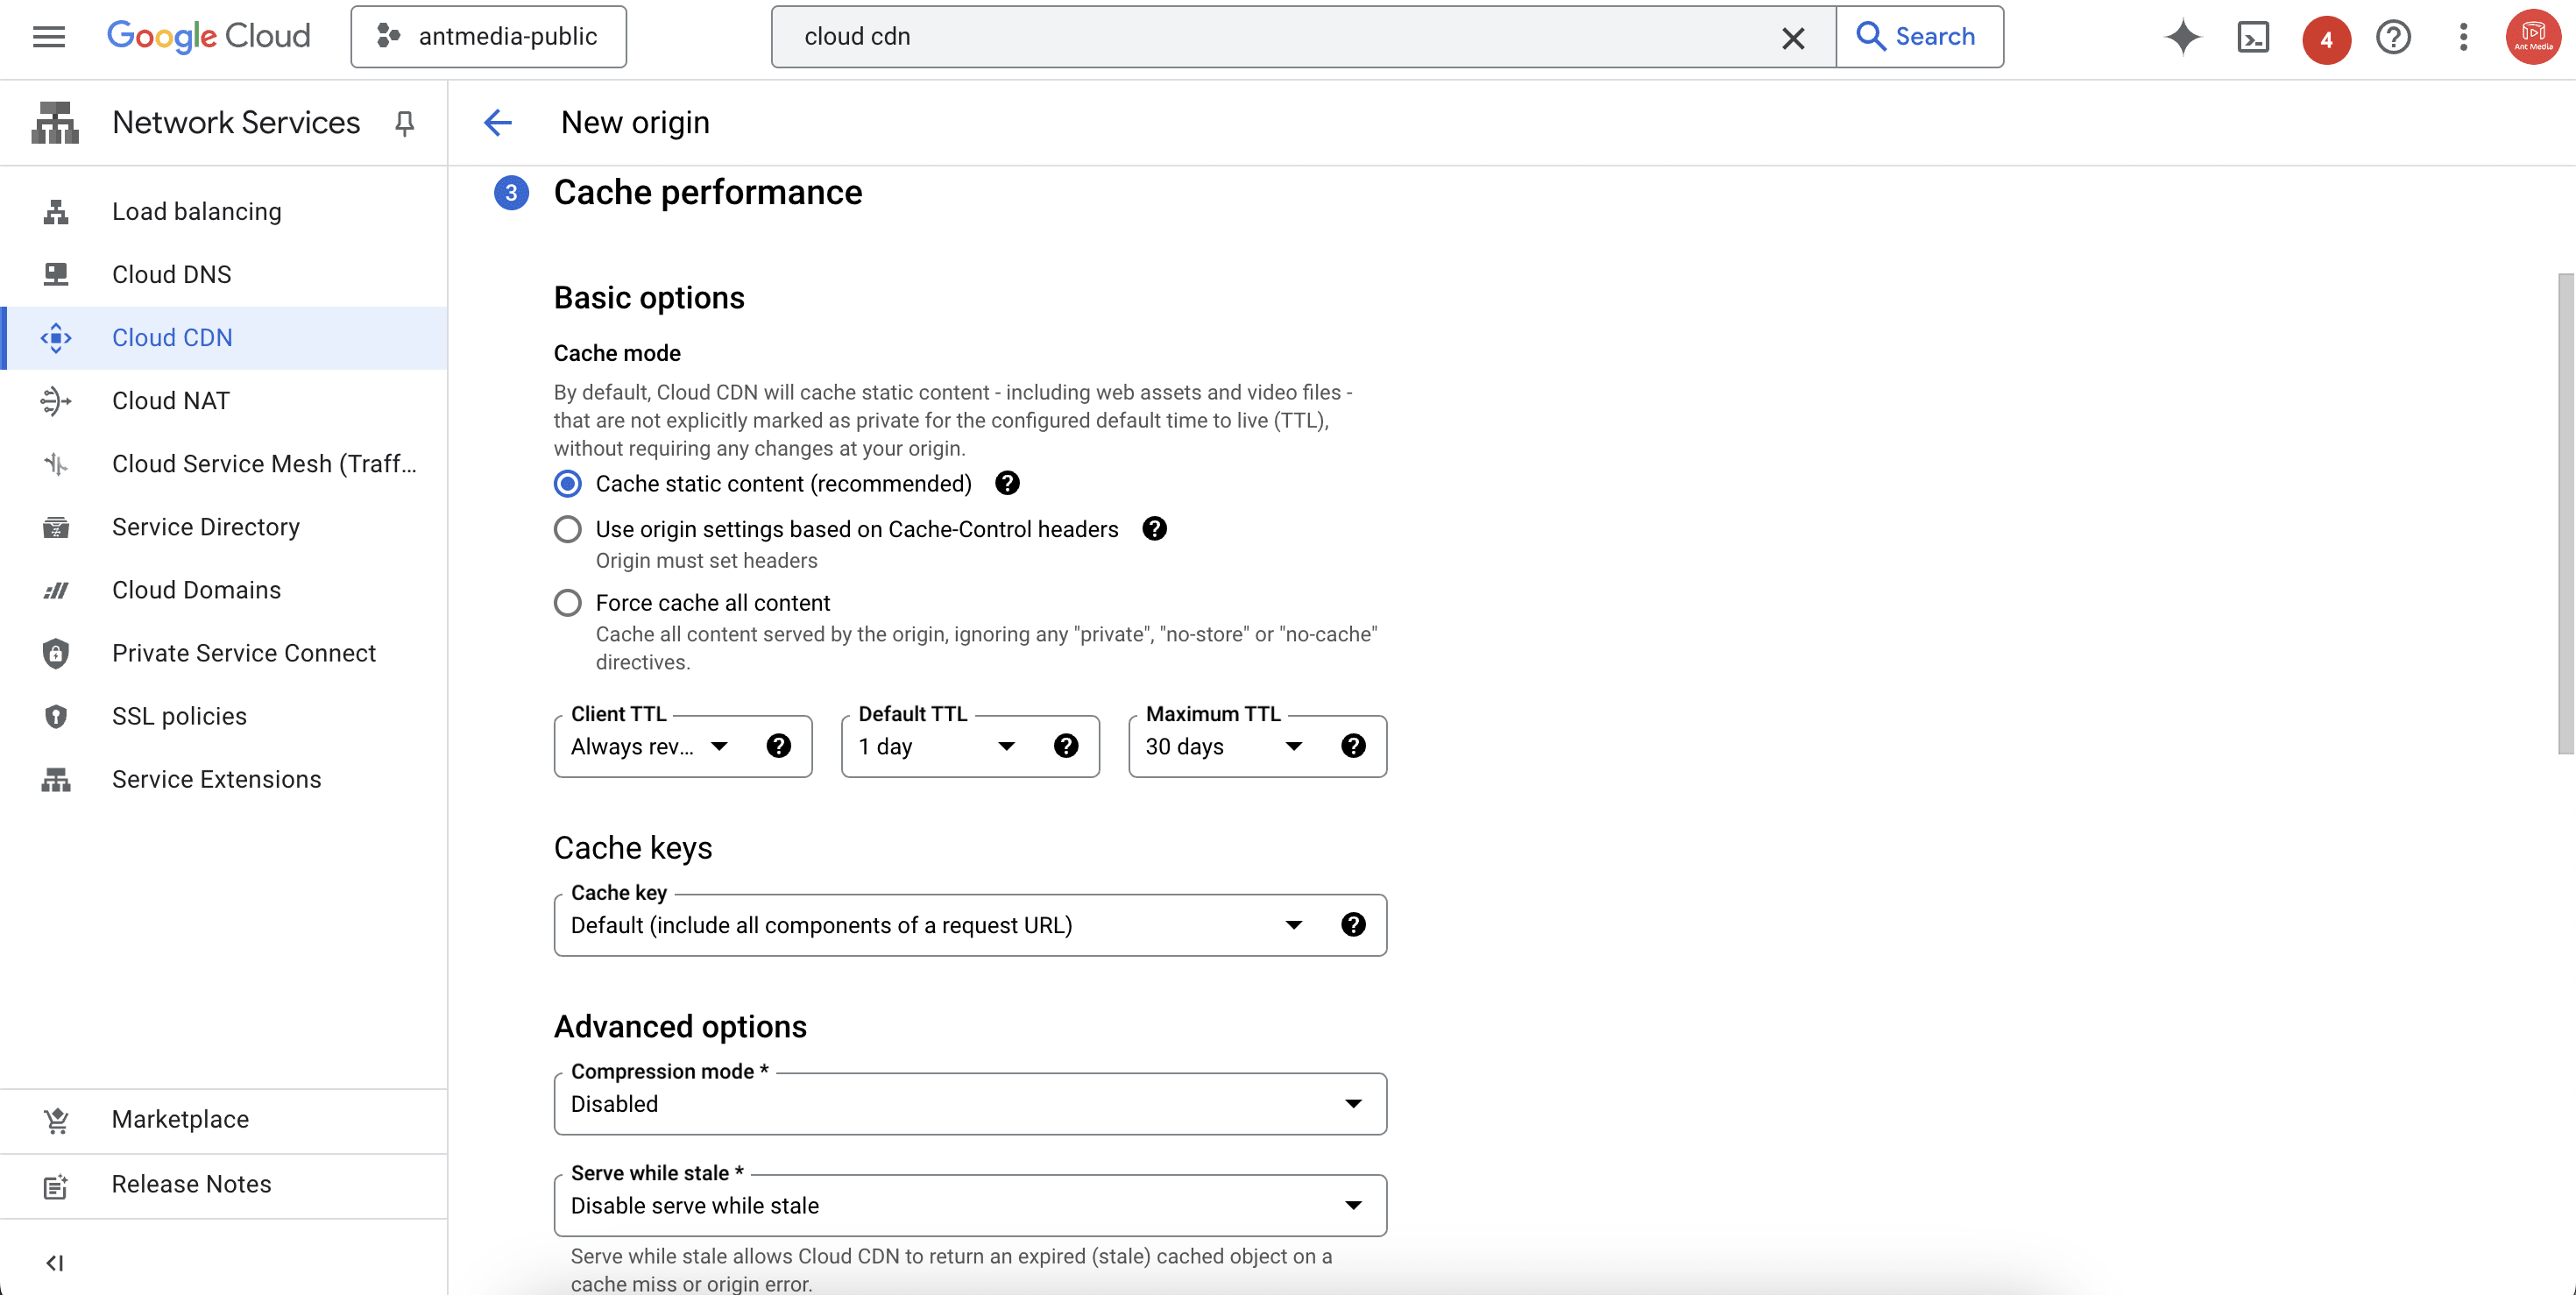 Google Cloud
antmedia-public
cloud cdn
Search
4
Ant Media
Network Services
New origin
Load balancing
Cloud DNS
Cloud CDN
Cloud NAT
Cloud Service Mesh (Traff...
Service Directory
Cloud Domains
Private Service Connect
SSL policies
Service Extensions
Marketplace
Release Notes
3 Cache performance
Basic options
Cache mode
By default, Cloud CDN will cache static content - including web assets and video files -
that are not explicitly marked as private for the configured default time to live (TTL),
without requiring any changes at your origin.
Cache static content (recommended)
Use origin settings based on Cache-Control headers
Origin must set headers
Force cache all content
Cache all content served by the origin, ignoring any "private", "no-store" or "no-cache"
directives.
Client TTL
Always rev...
Default TTL
1 day
Maximum TTL
30 days
Cache keys
Cache key
Default (include all components of a request URL)
Advanced options
Compression mode *
Disabled
Serve while stale *
Disable serve while stale
Serve while stale allows Cloud CDN to return an expired (stale) cached object on a
cache miss or origin error.